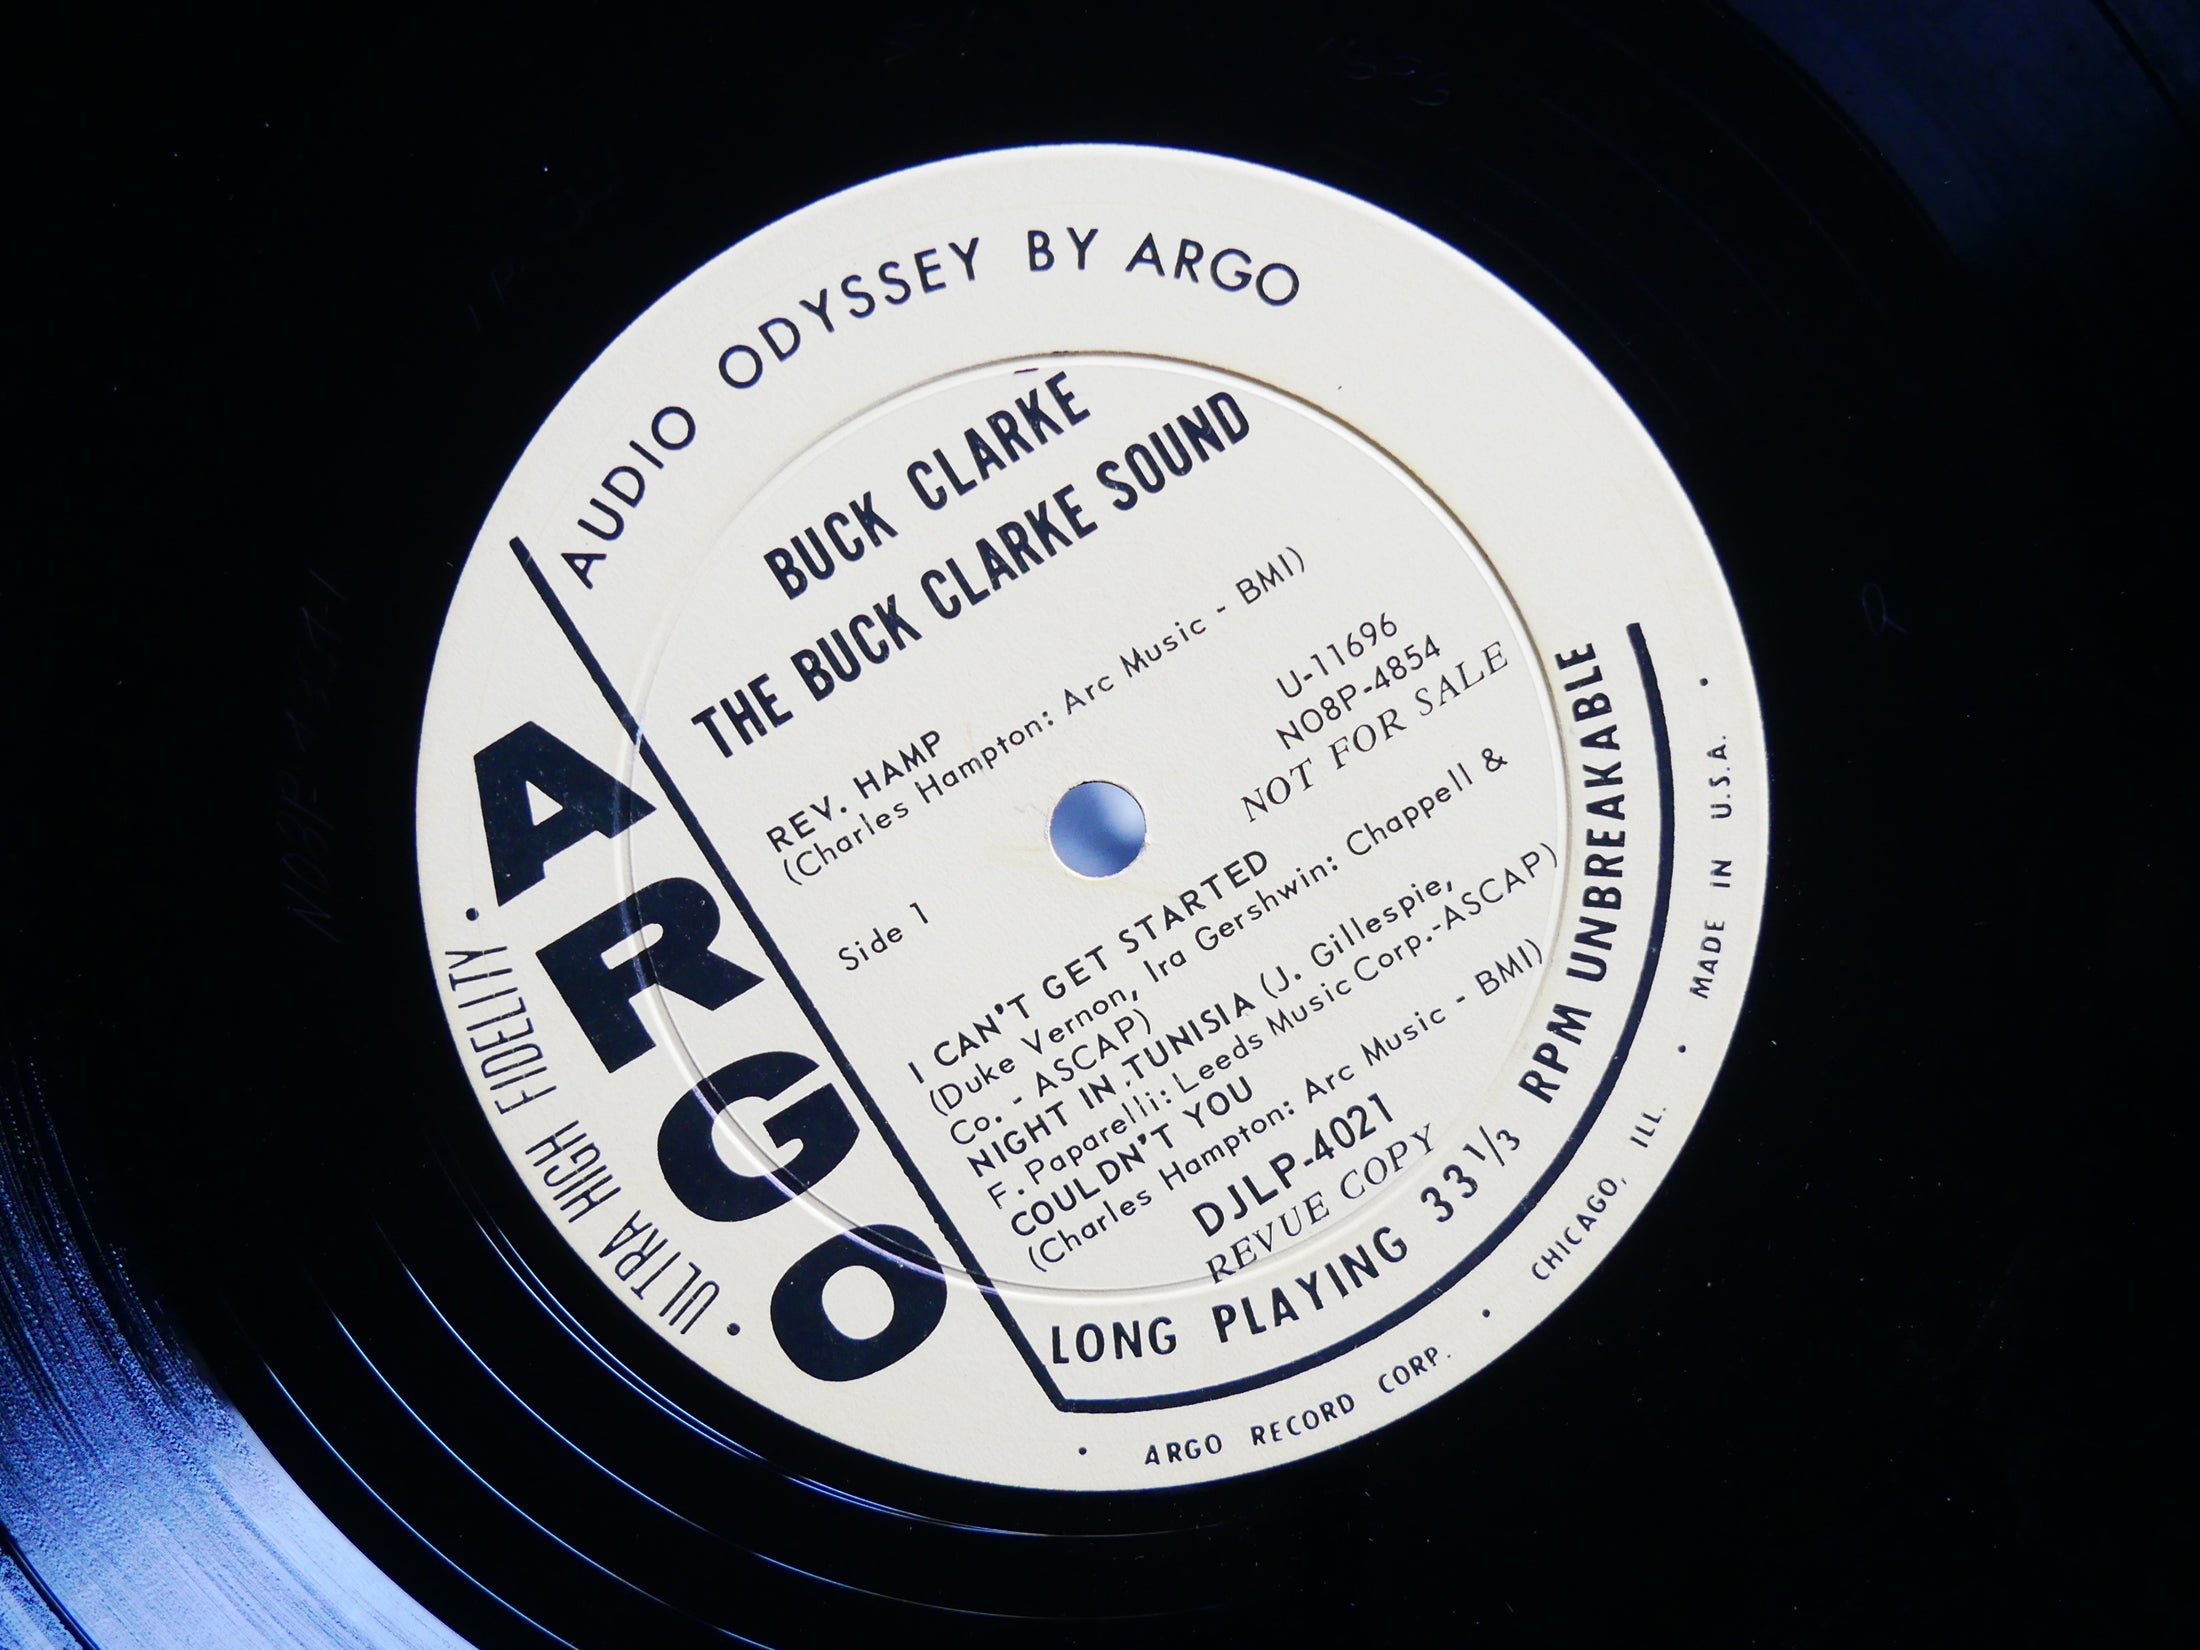 AUDIO ODYSSEY BY ARGO
BUCK CLARKE
THE BUCK CLARKE SOUND
REV. HAMP
(Charles Hampton: Arc Music - BMI)
U-11696
NO8P-4854
NOT FOR SALE
Side 1
I CAN'T GET STARTED
(Duke Vernon, Ira Gershwin: Chappell &
Co. - ASCAP)
NIGHT IN TUNISIA (J. Gillespie,
F. Paparelli: Leeds Music Corp.-ASCAP)
COULDN'T YOU
(Charles Hampton: Arc Music - BMI)
DJLP-4021
REVUE COPY
LONG PLAYING 33 1/3 RPM UNBREAKABLE
ARGO
• ULTRA HIGH FIDELITY •
• ARGO RECORD CORP. • CHICAGO, ILL. • MADE IN U.S.A. •